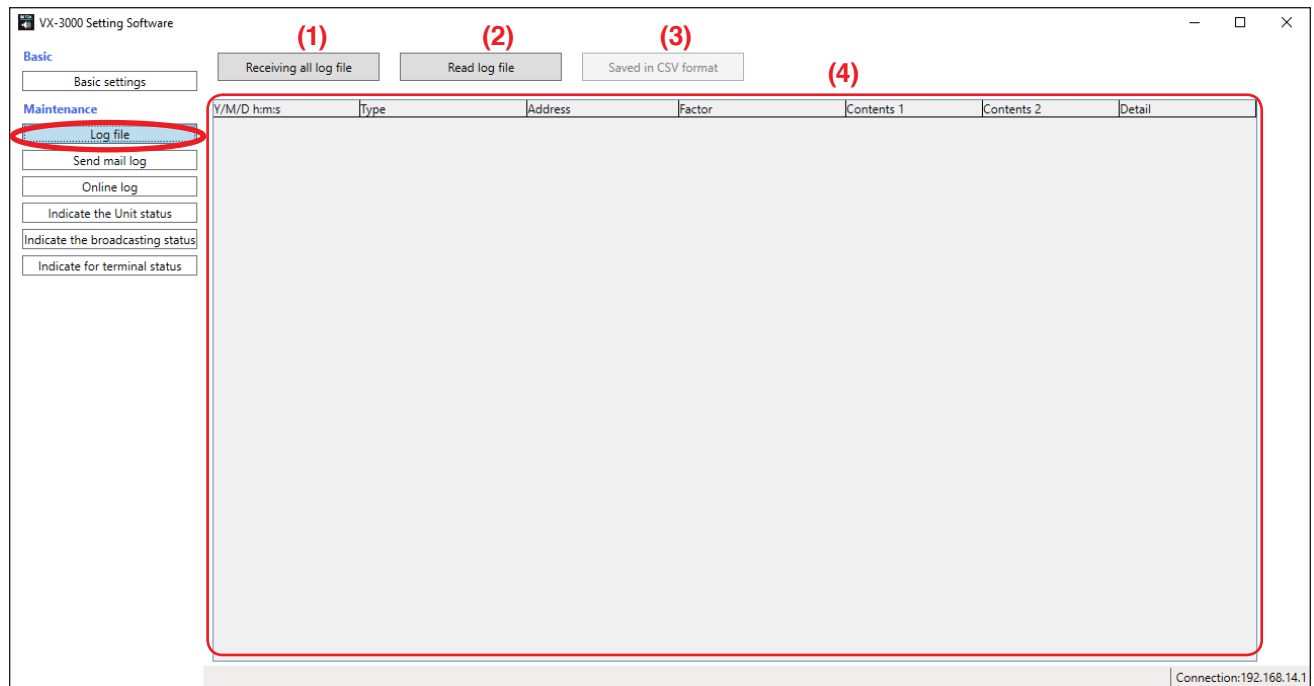 VX-3000 Setting Software
Basic
Basic settings
Maintenance
Log file
Send mail log
Online log
Indicate the Unit status
Indicate the broadcasting status
Indicate for terminal status
(1) (2) (3)
Receiving all log file Read log file Saved in CSV format
(4)
Y/M/D h:m:s Type Address Factor Contents 1 Contents 2 Detail
Connection:192.168.14.1